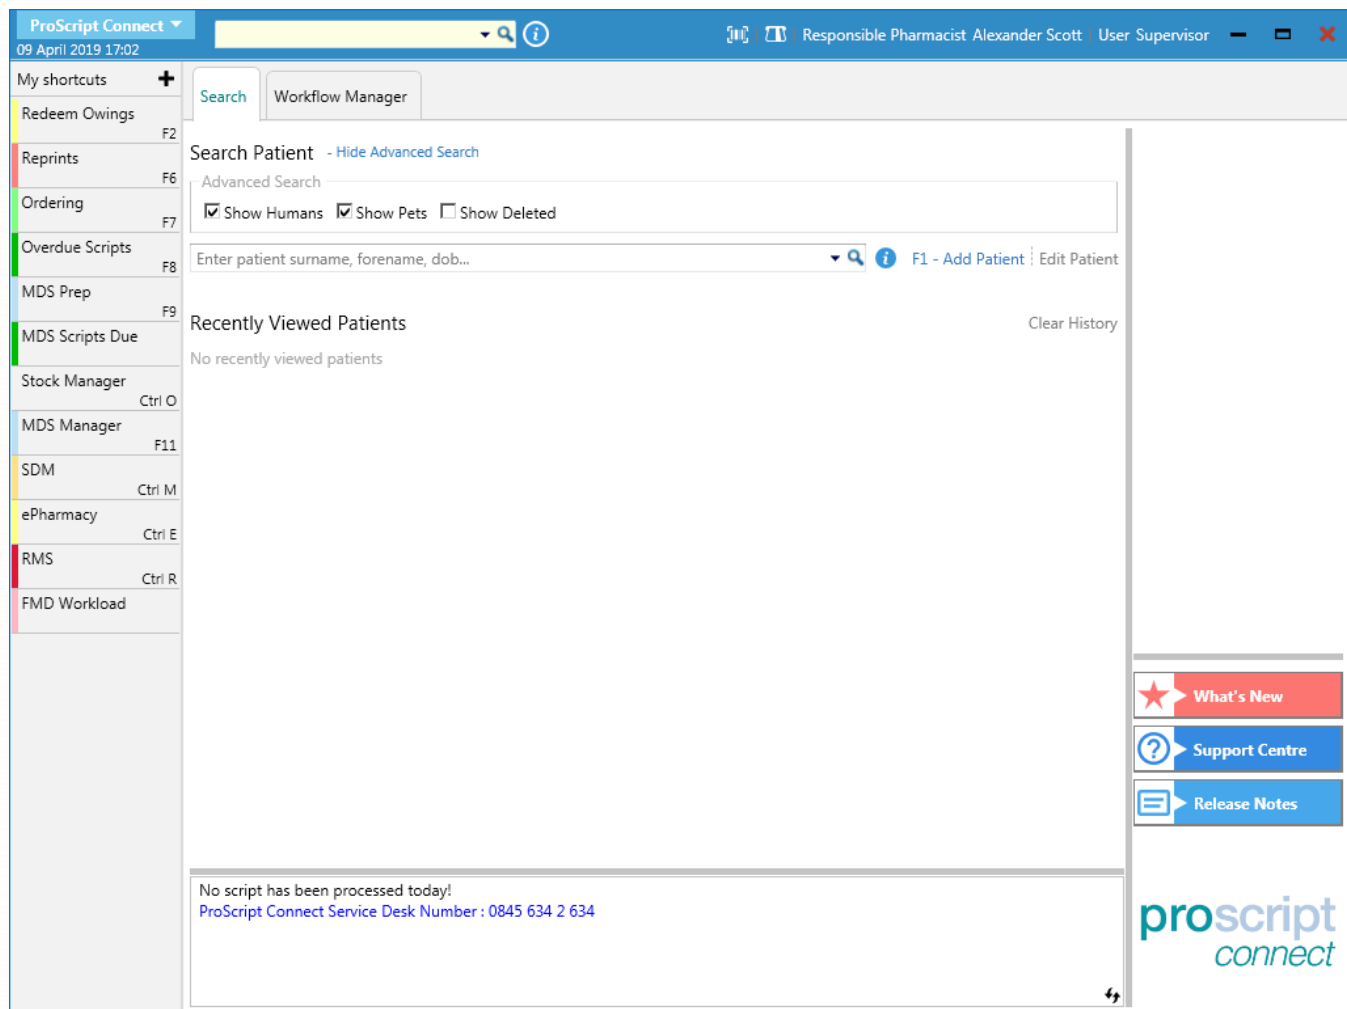 ProScript Connect
09 April 2019 17:02
Responsible Pharmacist Alexander Scott User Supervisor
My shortcuts
Redeem Owings
F2
Reprints
F6
Ordering
F7
Overdue Scripts
F8
MDS Prep
F9
MDS Scripts Due
Stock Manager
Ctrl O
MDS Manager
F11
SDM
Ctrl M
ePharmacy
Ctrl E
RMS
Ctrl R
FMD Workload
Search Workflow Manager
Search Patient - Hide Advanced Search
Advanced Search
Show Humans Show Pets Show Deleted
Enter patient surname, forename, dob... F1 - Add Patient Edit Patient
Recently Viewed Patients Clear History
No recently viewed patients
What's New
Support Centre
Release Notes
No script has been processed today!
ProScript Connect Service Desk Number : 0845 634 2 634
proscript
connect